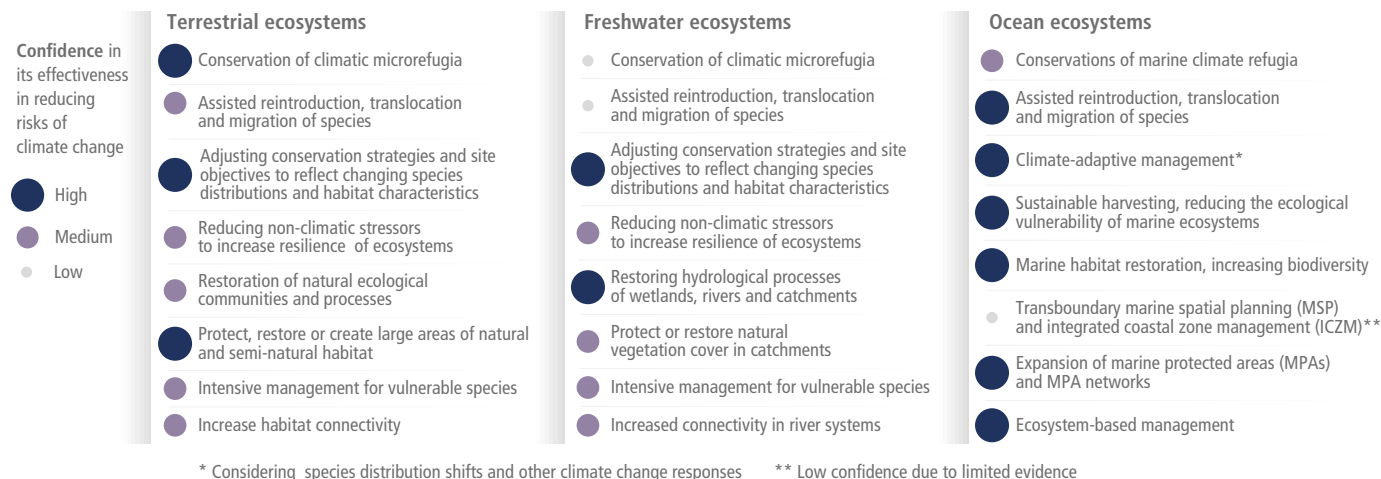 Confidence in
its effectiveness
in reducing
risks of
climate change
High
Medium
Low
Terrestrial ecosystems
Conservation of climatic microrefugia
Assisted reintroduction, translocation
and migration of species
Adjusting conservation strategies and site
objectives to reflect changing species
distributions and habitat characteristics
Reducing non-climatic stressors
to increase resilience of ecosystems
Restoration of natural ecological
communities and processes
Protect, restore or create large areas of natural
and semi-natural habitat
Intensive management for vulnerable species
Increase habitat connectivity
Freshwater ecosystems
Conservation of climatic microrefugia
Assisted reintroduction, translocation
and migration of species
Adjusting conservation strategies and site
objectives to reflect changing species
distributions and habitat characteristics
Reducing non-climatic stressors
to increase resilience of ecosystems
Restoring hydrological processes
of wetlands, rivers and catchments
Protect or restore natural
vegetation cover in catchments
Intensive management for vulnerable species
Increased connectivity in river systems
Ocean ecosystems
Conservations of marine climate refugia
Assisted reintroduction, translocation
and migration of species
Climate-adaptive management*
Sustainable harvesting, reducing the ecological
vulnerability of marine ecosystems
Marine habitat restoration, increasing biodiversity
Transboundary marine spatial planning (MSP)
and integrated coastal zone management (ICZM)**
Expansion of marine protected areas (MPAs)
and MPA networks
Ecosystem-based management
* Considering species distribution shifts and other climate change responses ** Low confidence due to limited evidence